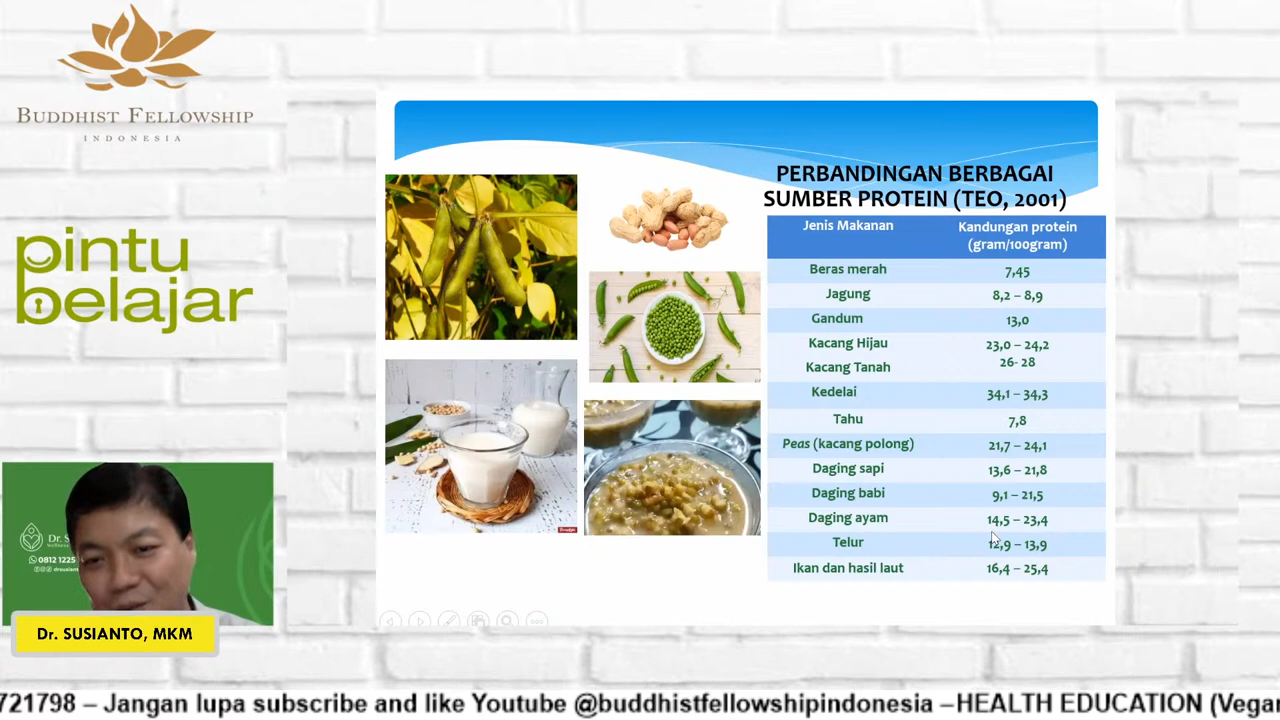 BUDDHIST FELLOWSHIP
INDONESIA
pintu
belajar
PERBANDINGAN BERBAGAI
SUMBER PROTEIN (TEO, 2001)
Jenis Makanan Kandungan protein
(gram/100gram)
Beras merah 7,45
Jagung 8,2 – 8,9
Gandum 13,0
Kacang Hijau 23,0 – 24,2
Kacang Tanah 26- 28
Kedelai 34,1 – 34,3
Tahu 7,8
Peas (kacang polong) 21,7 – 24,1
Daging sapi 13,6 – 21,8
Daging babi 9,1 – 21,5
Daging ayam 14,5 – 23,4
Telur 12,9 – 13,9
Ikan dan hasil laut 16,4 – 25,4
Dr. S
0812 1225
Dr. SUSIANTO, MKM
721798 – Jangan lupa subscribe and like Youtube @buddhistfellowshipindonesia –HEALTH EDUCATION (Vegan